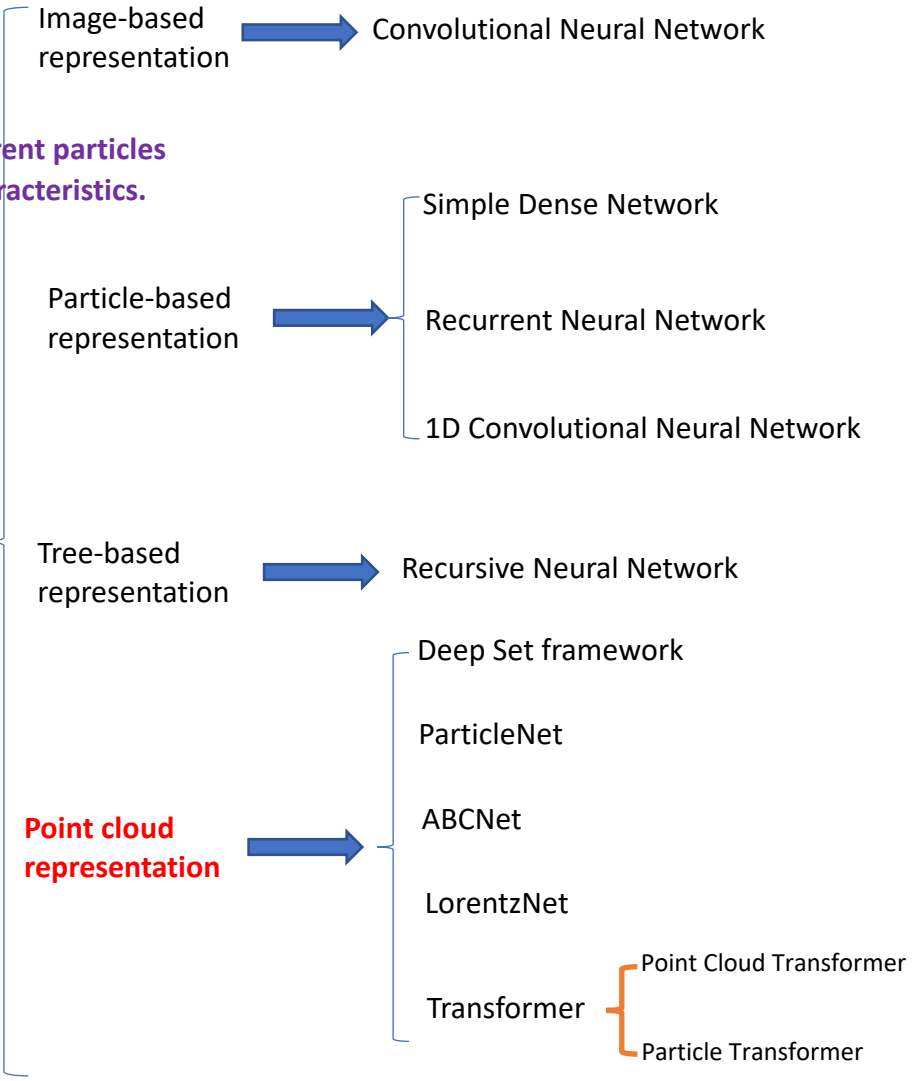 Image-based
representation
Convolutional Neural Network
particles
Simple Dense Network
Particle-based
representation
Recurrent Neural Network
1D Convolutional Neural Network
Tree-based
representation
Recursive Neural Network
Deep Set framework
ParticleNet
ABCNet
Point cloud
representation
LorentzNet
Point Cloud Transformer
Transformer
Particle Transformer